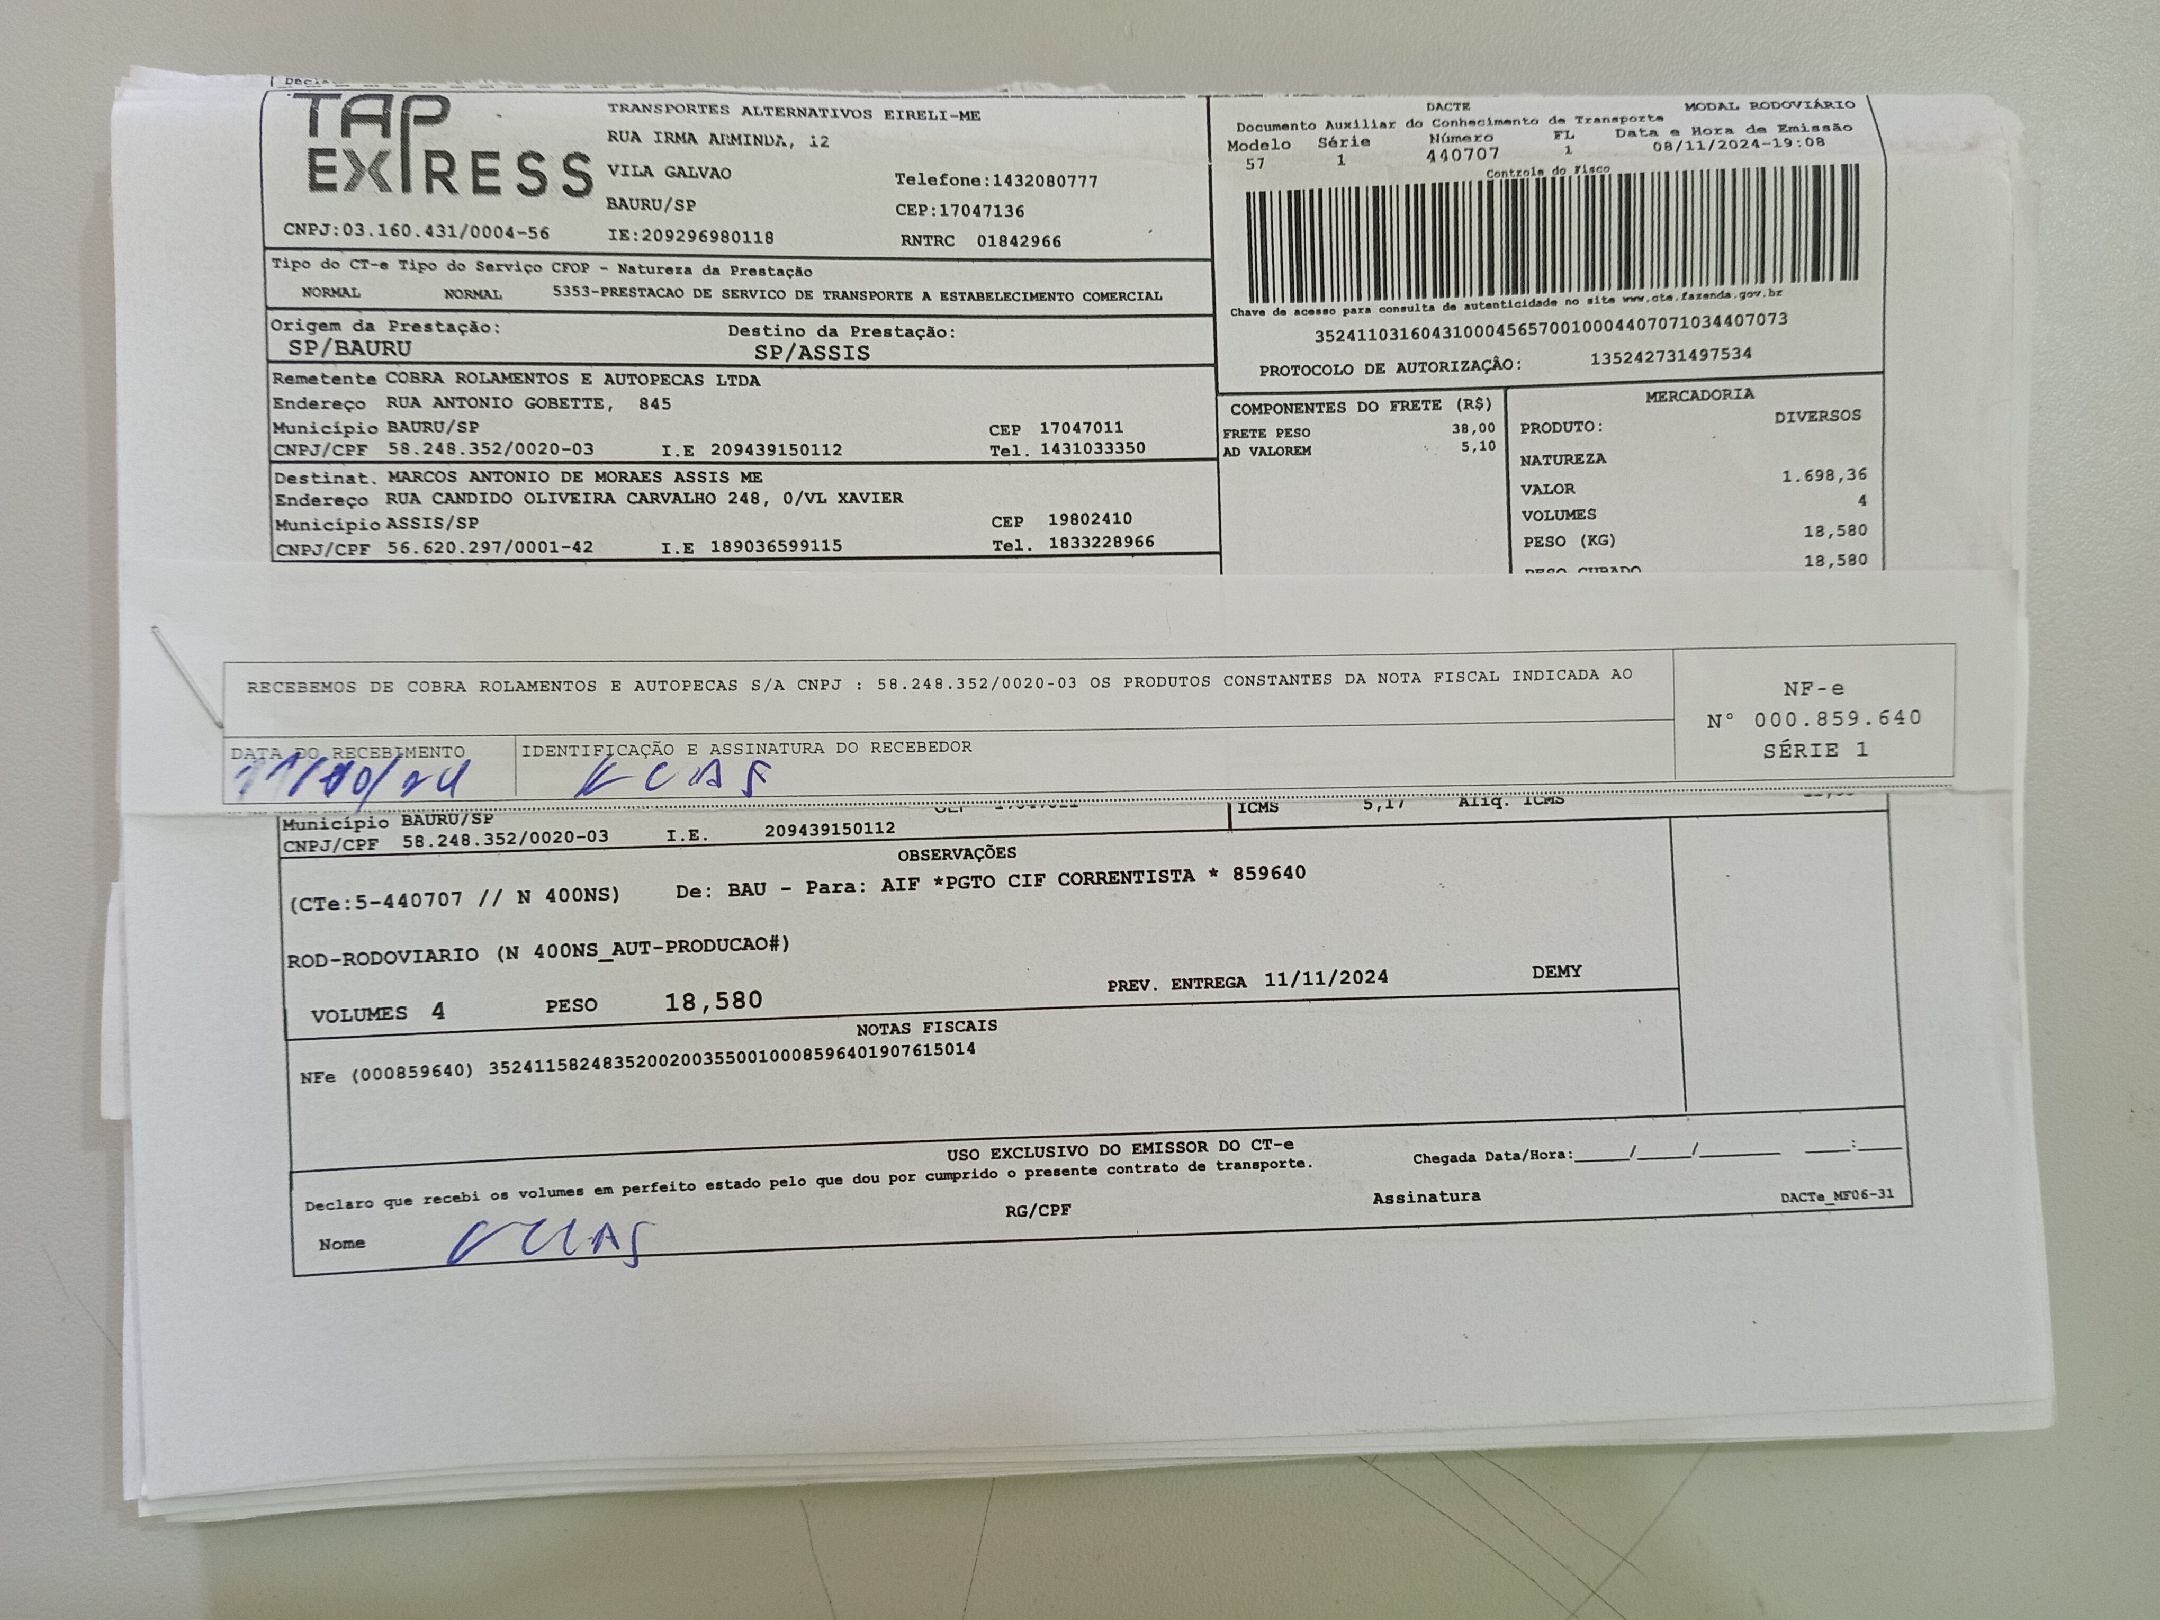 TAP EXPRESS
TRANSPORTES ALTERNATIVOS EIRELI-ME
RUA IRMA ARMINDA, 12
VILA GALVAO
Telefone:1432080777
BAURU/SP
CEP:17047136
CNPJ:03.160.431/0004-56
IE:209296980118
RNTRC 01842966
DACTE
MODAL RODOVIÁRIO
Documento Auxiliar do Conhecimento de Transporte
Modelo Série Número FL Data e Hora de Emissão
57 1 440707 1 08/11/2024-19:08
Controle do Fisco
Chave de acesso para consulta de autenticidade no site www.cte.fazenda.gov.br
35241103160431000456570010004407071034407073
PROTOCOLO DE AUTORIZAÇÂO: 135242731497534
Tipo do CT-e Tipo do Serviço CFOP - Natureza da Prestação
NORMAL NORMAL 5353-PRESTACAO DE SERVICO DE TRANSPORTE A ESTABELECIMENTO COMERCIAL
Origem da Prestação: Destino da Prestação:
SP/BAURU SP/ASSIS
Remetente COBRA ROLAMENTOS E AUTOPECAS LTDA
Endereço RUA ANTONIO GOBETTE, 845
Município BAURU/SP CEP 17047011
CNPJ/CPF 58.248.352/0020-03 I.E 209439150112 Tel. 1431033350
Destinat. MARCOS ANTONIO DE MORAES ASSIS ME
Endereço RUA CANDIDO OLIVEIRA CARVALHO 248, 0/VL XAVIER
Município ASSIS/SP CEP 19802410
CNPJ/CPF 56.620.297/0001-42 I.E 189036599115 Tel. 1833228966
COMPONENTES DO FRETE (R$)
FRETE PESO 38,00
AD VALOREM 5,10
MERCADORIA
PRODUTO: DIVERSOS
NATUREZA
VALOR 1.698,36
VOLUMES 4
PESO (KG) 18,580
PESO CUBADO 18,580
RECEBEMOS DE COBRA ROLAMENTOS E AUTOPECAS S/A CNPJ : 58.248.352/0020-03 OS PRODUTOS CONSTANTES DA NOTA FISCAL INDICADA AO
NF-e
N° 000.859.640
SÉRIE 1
DATA DO RECEBIMENTO IDENTIFICAÇÃO E ASSINATURA DO RECEBEDOR
Município BAURU/SP
ICMS 5,17 Aliq. ICMS
CNPJ/CPF 58.248.352/0020-03 I.E. 209439150112
OBSERVAÇÕES
(CTe:5-440707 // N 400NS) De: BAU - Para: AIF *PGTO CIF CORRENTISTA * 859640
ROD-RODOVIARIO (N 400NS_AUT-PRODUCAO#)
VOLUMES 4 PESO 18,580 PREV. ENTREGA 11/11/2024 DEMY
NOTAS FISCAIS
NFe (000859640) 35241158248352002003550010008596401907615014
USO EXCLUSIVO DO EMISSOR DO CT-e
Declaro que recebi os volumes em perfeito estado pelo que dou por cumprido o presente contrato de transporte.
Chegada Data/Hora:____/____/______ ____:____
Nome RG/CPF Assinatura DACTe_MF06-31